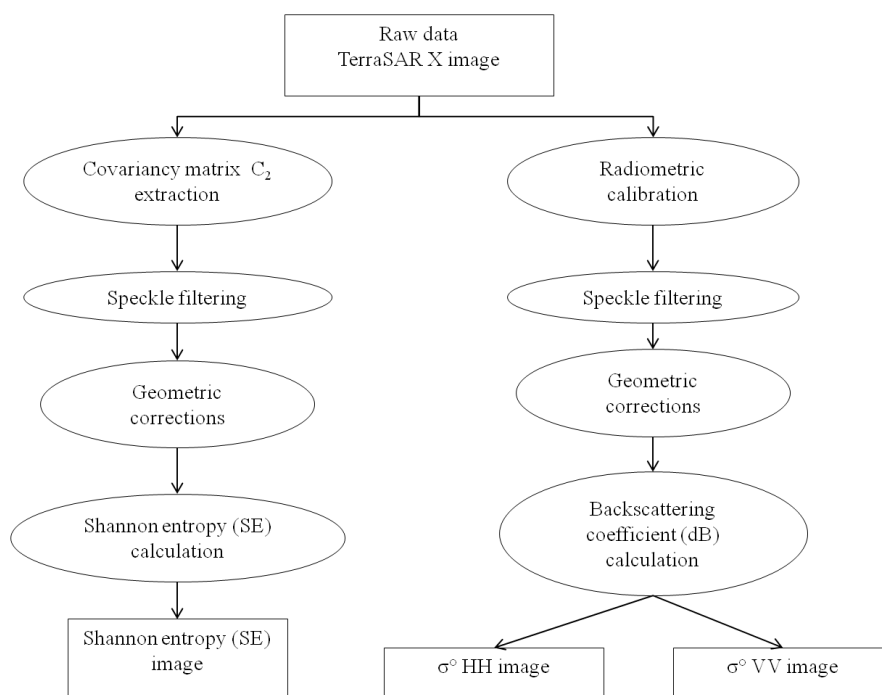 Raw data
TerraSAR X image
Covariancy matrix C₂
extraction
Radiometric
calibration
Speckle filtering
Speckle filtering
Geometric
corrections
Geometric
corrections
Shannon entropy (SE)
calculation
Backscattering
coefficient (dB)
calculation
Shannon entropy (SE)
image
σ° HH image
σ° VV image